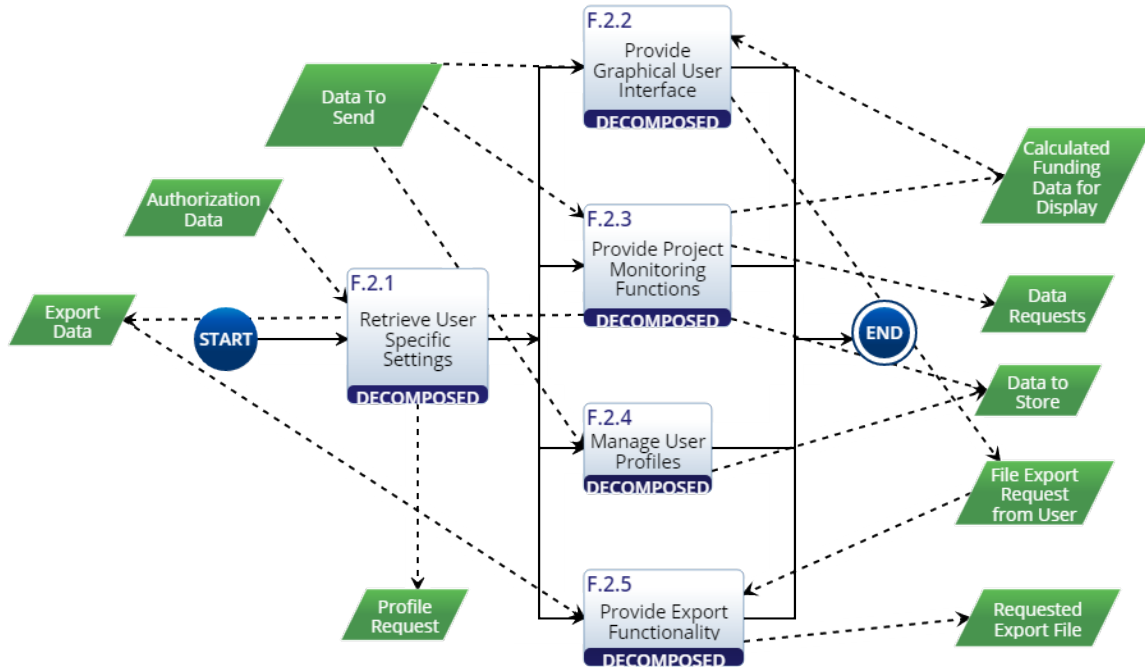 F.2.2
Provide
Graphical User
Interface
DECOMPOSED
Data To
Send
Calculated
Funding
Data for
Display
Authorization
Data
F.2.3
Provide Project
Monitoring
Functions
DECOMPOSED
F.2.1
Retrieve User
Specific
Settings
DECOMPOSED
Export
Data
START
END
Data
Requests
Data to
Store
F.2.4
Manage User
Profiles
DECOMPOSED
File Export
Request
from User
F.2.5
Provide Export
Functionality
DECOMPOSED
Profile
Request
Requested
Export File